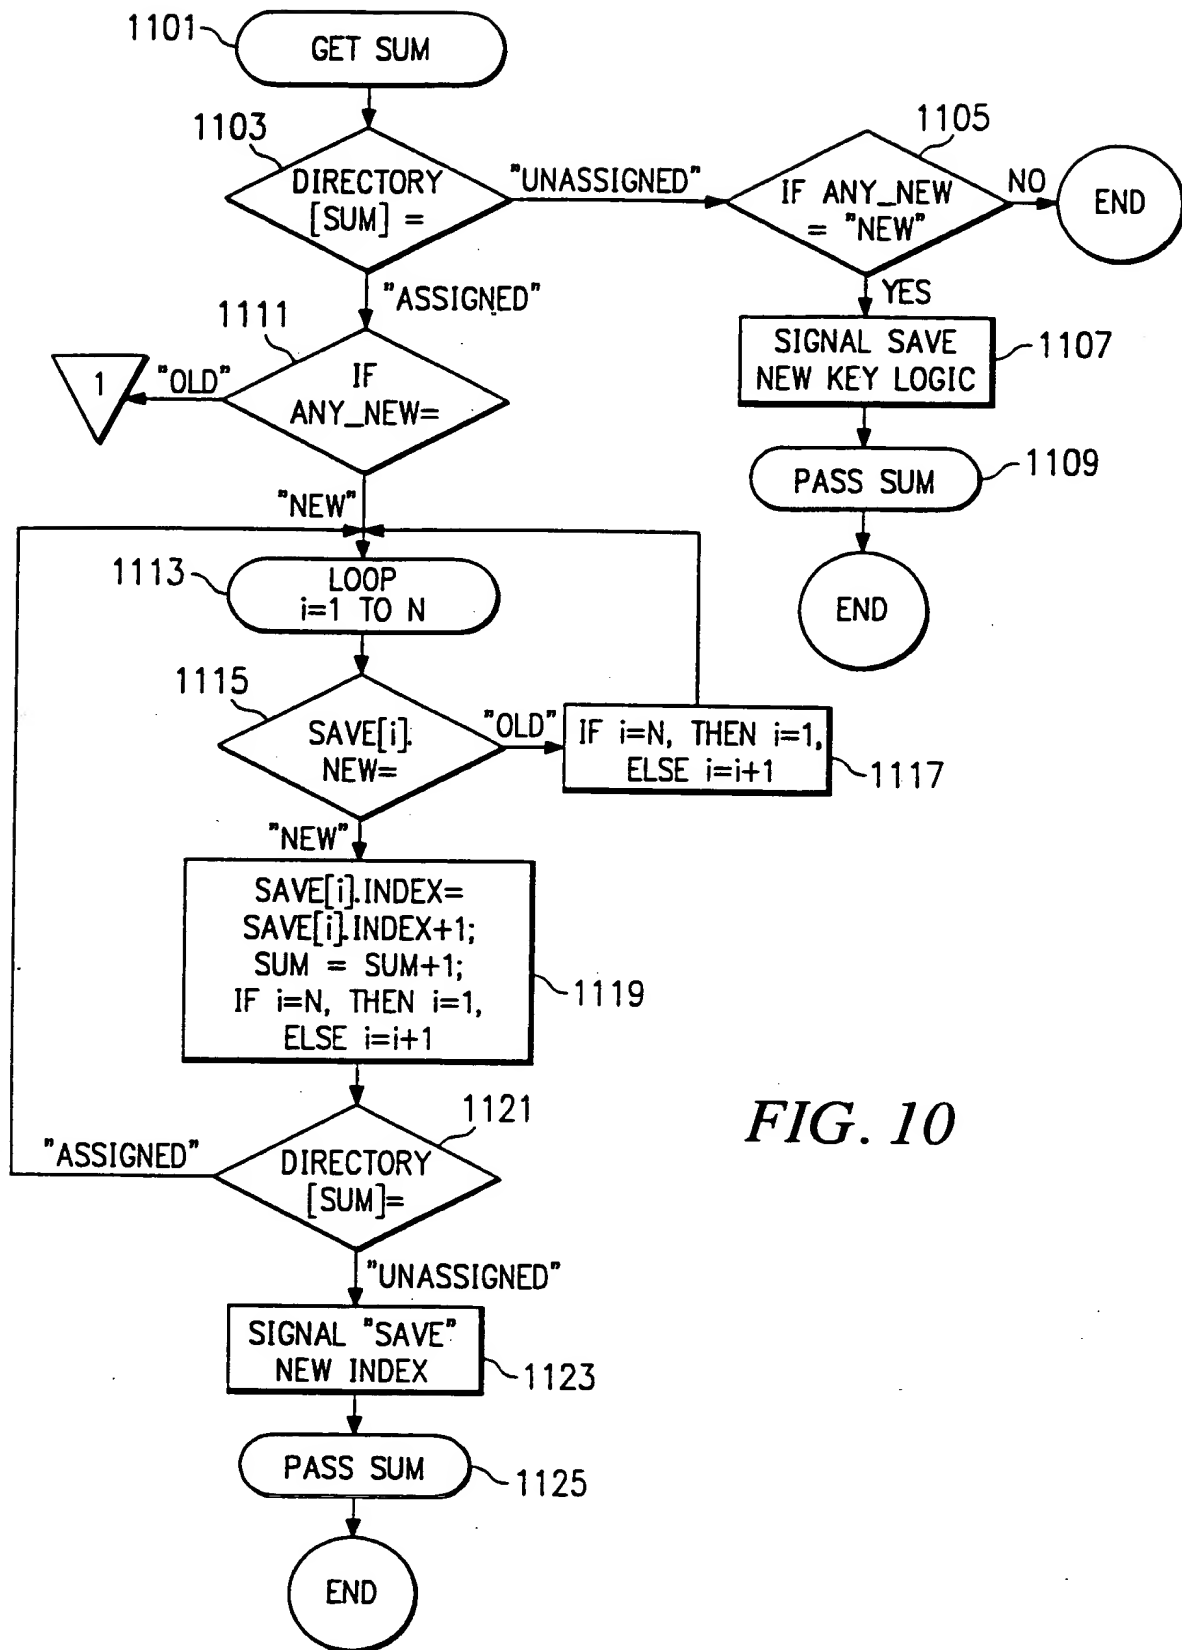 1101
GET SUM
1103
DIRECTORY
[SUM] =
"UNASSIGNED"
1105
IF ANY_NEW
= "NEW"
NO
END
YES
SIGNAL SAVE
NEW KEY LOGIC
1107
PASS SUM
1109
END
"ASSIGNED"
1111
IF
ANY_NEW=
"OLD"
1
"NEW"
1113
LOOP
i=1 TO N
1115
SAVE[i].
NEW=
"OLD"
IF i=N, THEN i=1,
ELSE i=i+1
1117
"NEW"
SAVE[i].INDEX=
SAVE[i].INDEX+1;
SUM = SUM+1;
IF i=N, THEN i=1,
ELSE i=i+1
1119
1121
DIRECTORY
[SUM]=
"ASSIGNED"
"UNASSIGNED"
SIGNAL "SAVE"
NEW INDEX
1123
PASS SUM
1125
END
FIG. 10